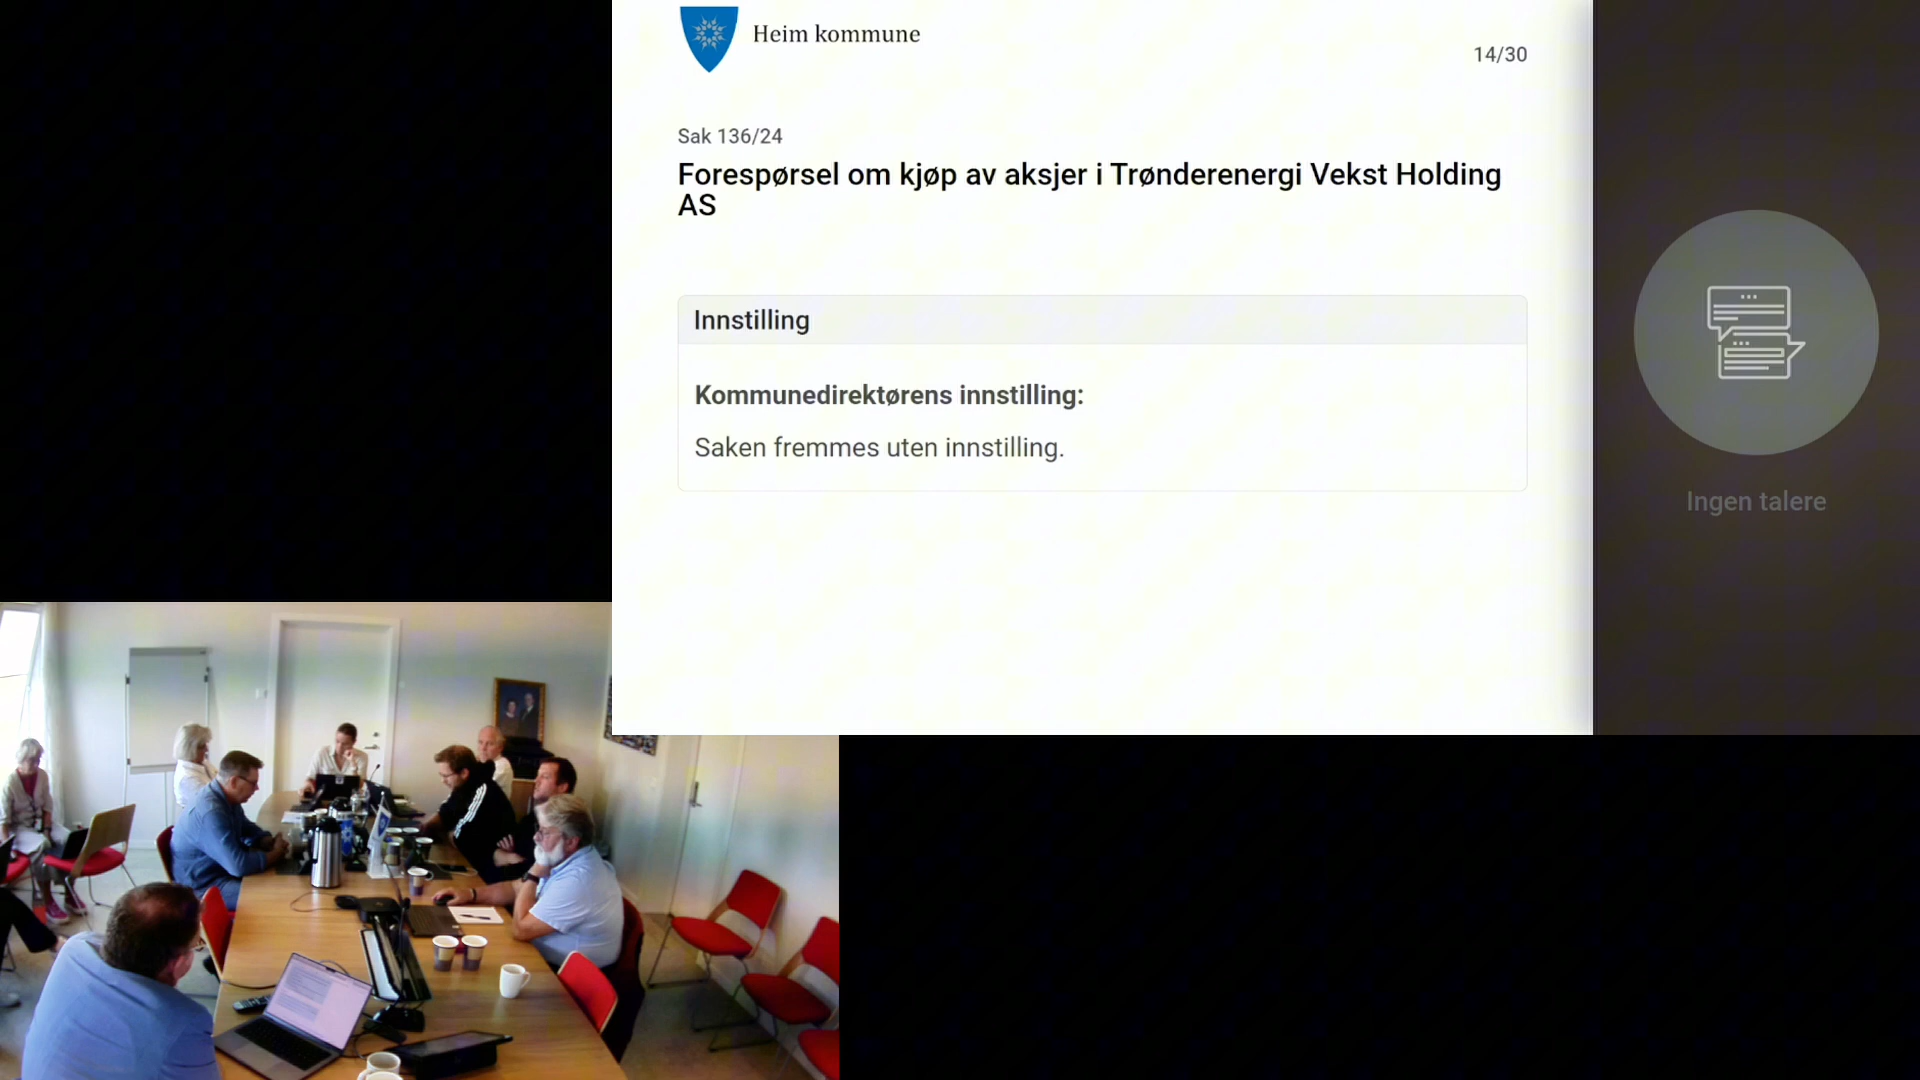 Heim kommune
14/30
Sak 136/24
Forespørsel om kjøp av aksjer i Trønderenergi Vekst Holding
AS
Innstilling
Kommunedirektørens innstilling:
Saken fremmes uten innstilling.
Ingen talere